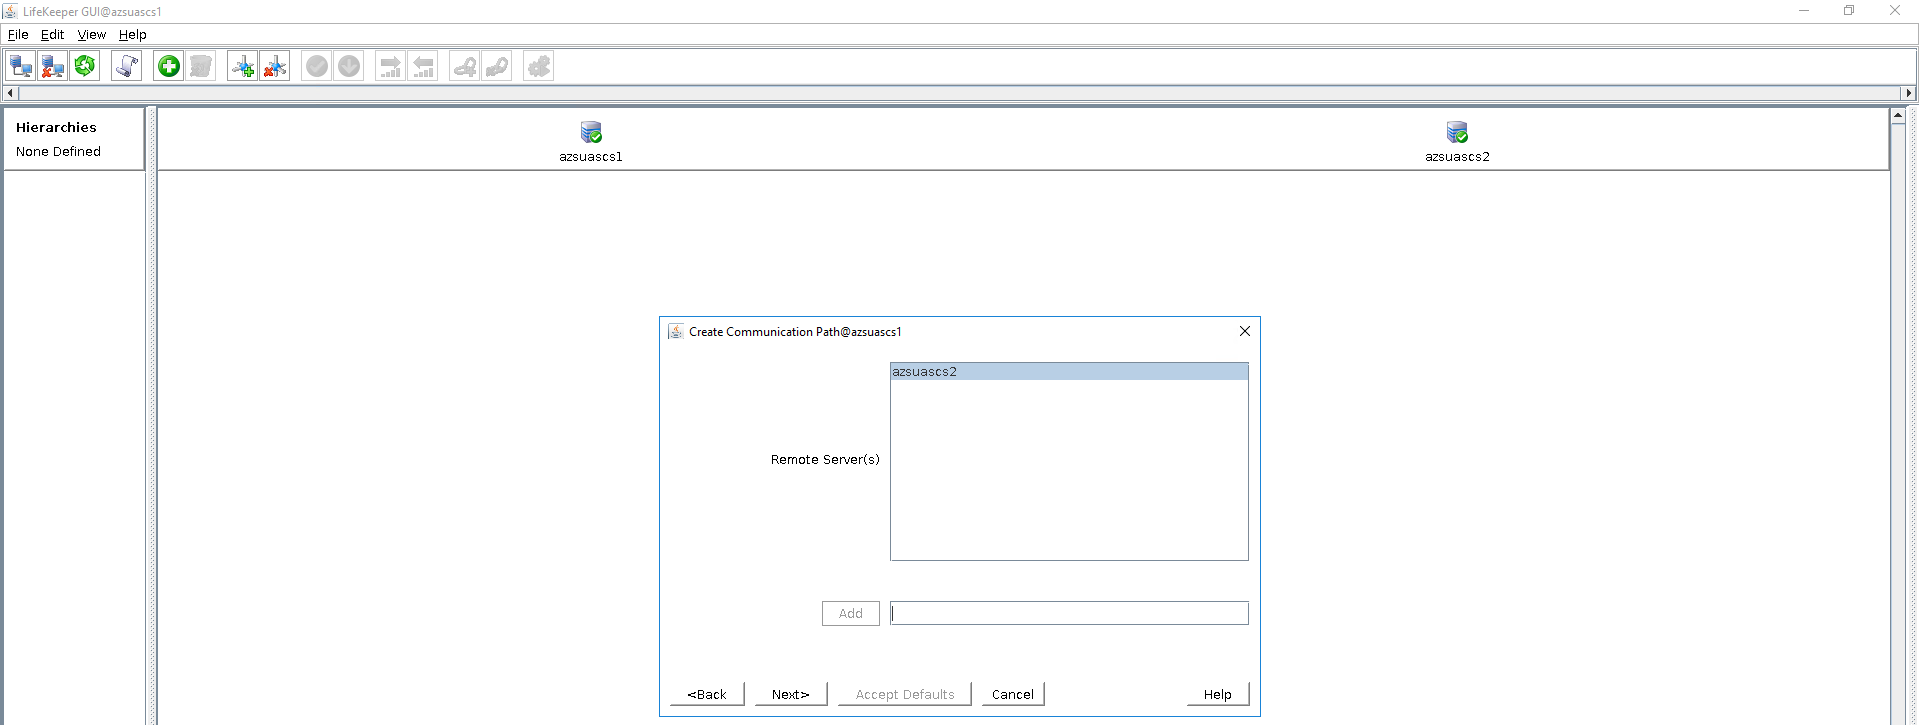 LifeKeeper GUI@azsuascs1
File Edit View Help
Hierarchies
None Defined
azsuascs1
azsuascs2
Create Communication Path@azsuascs1
azsuascs2
Remote Server(s)
Add
<Back Next> Accept Defaults Cancel Help